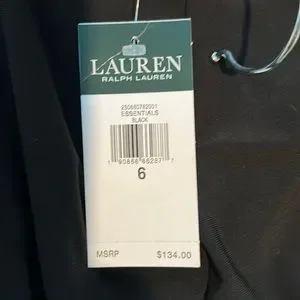 LAUREN
RALPH LAUREN
ESSENTIALS
BLACK
6
MSRP $134.00